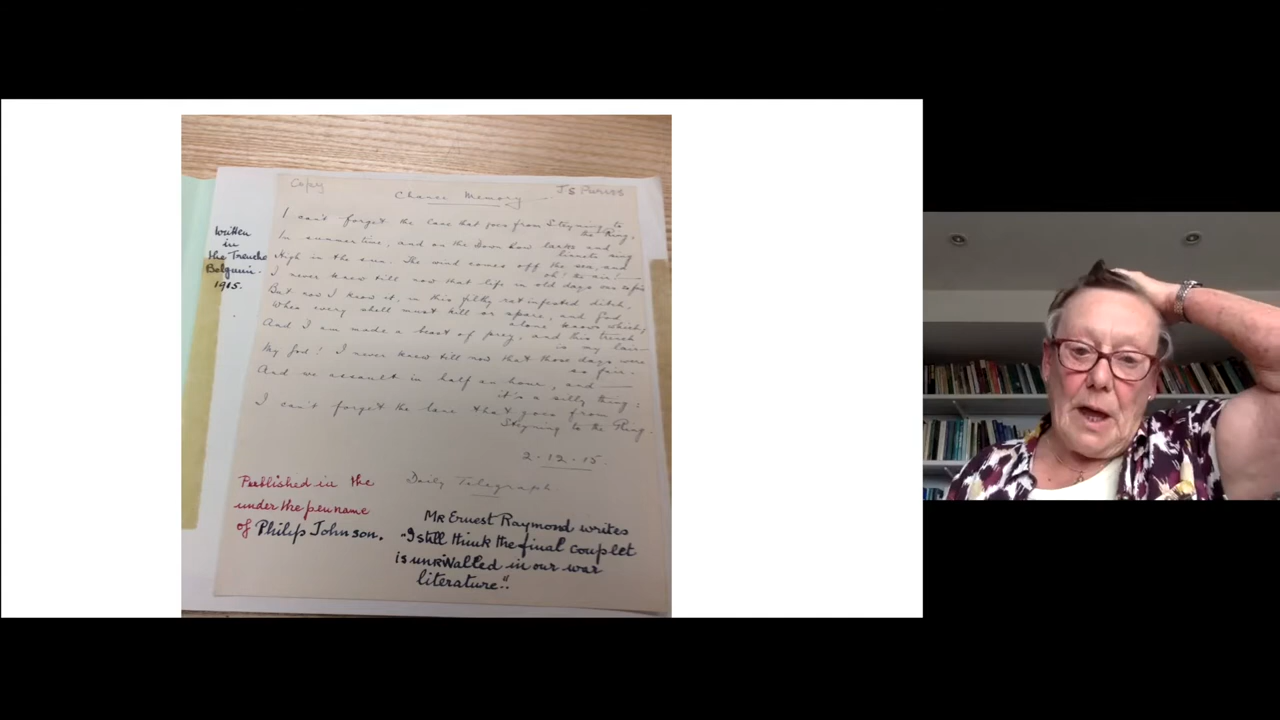 Copy
J S Purvis
Chance Memory
I can't forget the lane that goes from Steyning to
the Ring,
In summertime, and on the Down how larks and
linnets sing
High in the sun. The wind comes off the sea, and
oh! the air!
I never knew till now that life in old days was so fair
But now I know it, in this filthy rat infested ditch,
When every shell must kill or spare, and God
alone knows which,
And I am made a beast of prey, and this trench
is my lair
My God! I never knew till now that those days were
so fair.
And we assault in half an hour, and
it's a silly thing:
I can't forget the lane that goes from
Steyning to the Ring.
2.12.15.
Written
in
the Trenche
Belguim.
1915.
Published in the Daily Telegraph
under the pen name
of Philip Johnson.
Mr Ernest Raymond writes
"I still think the final couplet
is unrivalled in our war
literature".